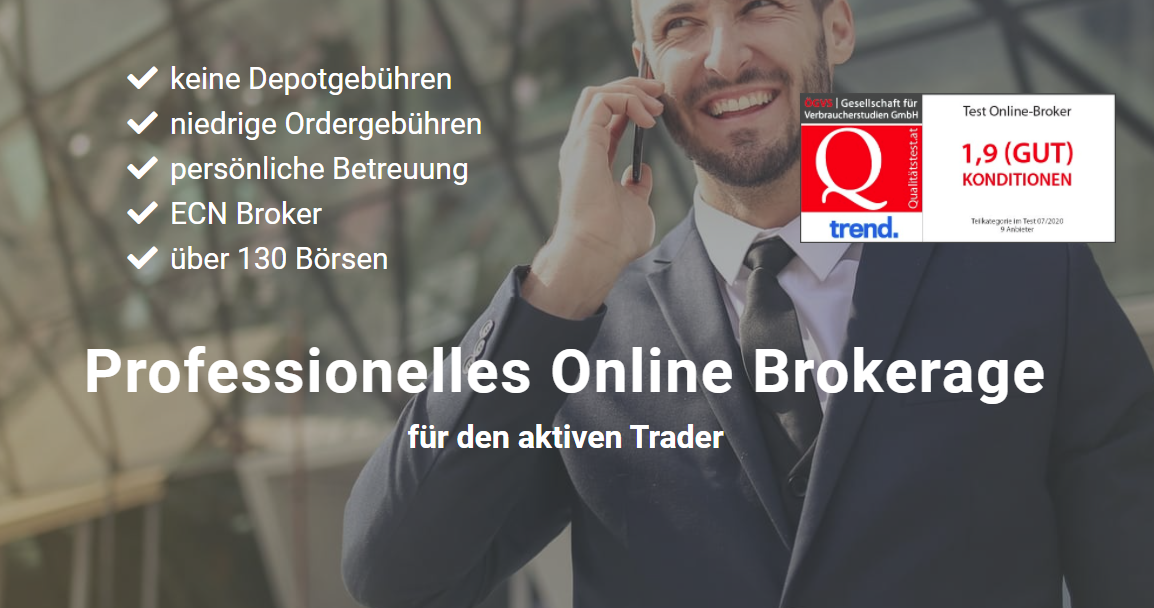 keine Depotgebühren
niedrige Ordergebühren
persönliche Betreuung
ECN Broker
über 130 Börsen
ÖGVS | Gesellschaft für
Verbraucherstudien GmbH
Q
Qualitätstest.at
trend.
Test Online-Broker
1,9 (GUT)
KONDITIONEN
Teilkategorie im Test 07/2020
9 Anbieter
Professionelles Online Brokerage
für den aktiven Trader